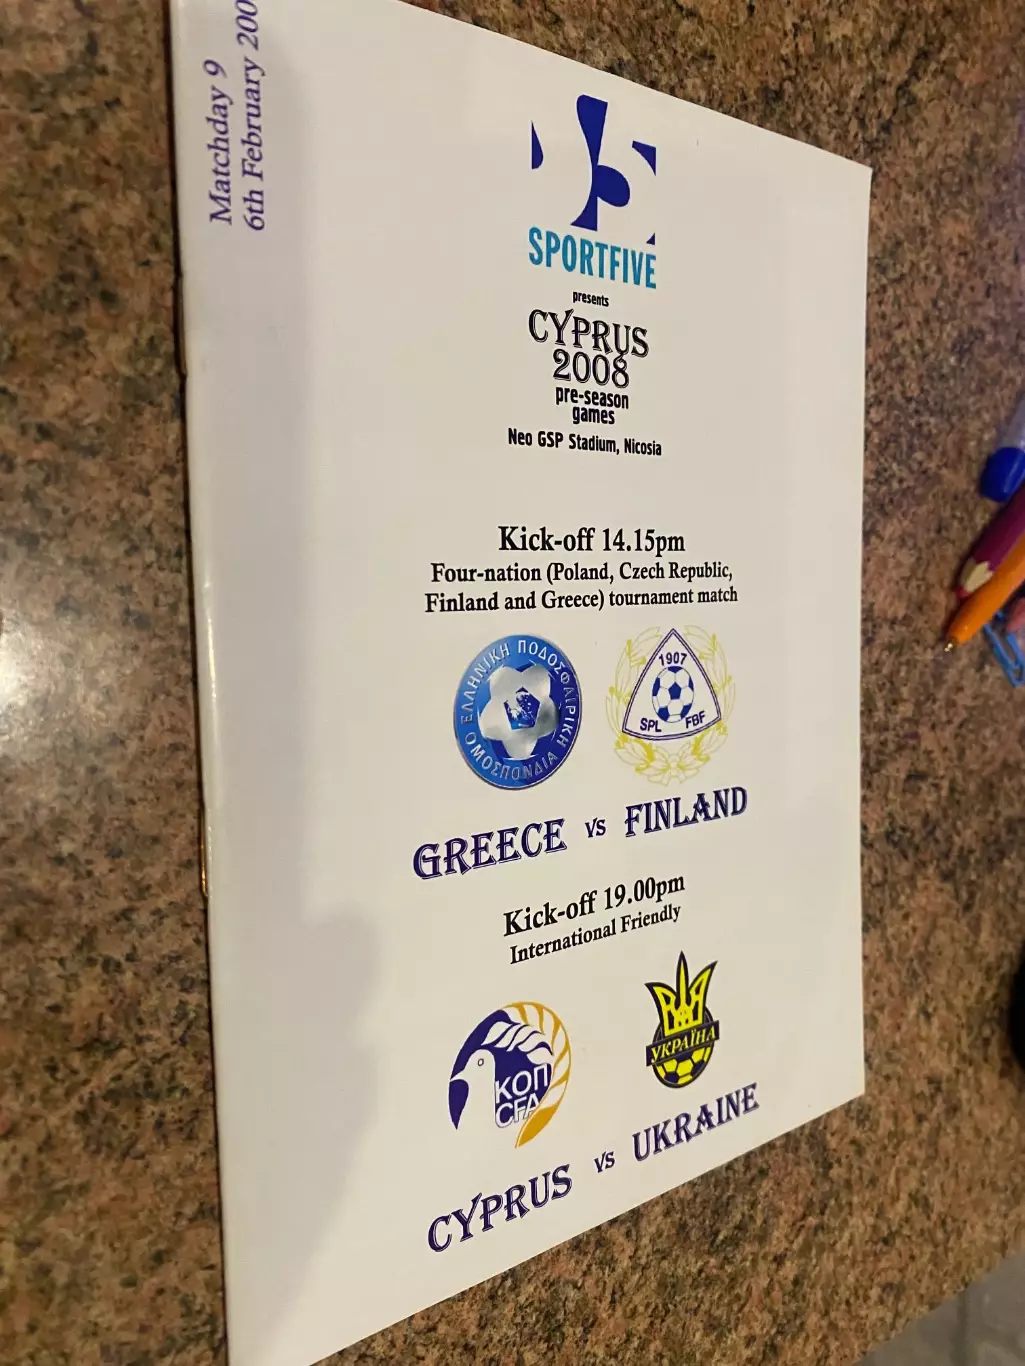 Matchday 9
6th February 200
SPORTFIVE
presents
CYPRUS
2008
pre-season
games
Neo GSP Stadium, Nicosia
Kick-off 14.15pm
Four-nation (Poland, Czech Republic,
Finland and Greece) tournament match
ΕΛΛΗΝΙΚΗ ΠΟΔΟΣΦΑΙΡΙΚΗ ΟΜΟΣΠΟΝΔΙΑ
1907
SPL FBF
GREECE vs FINLAND
Kick-off 19.00pm
International Friendly
ΚΟΠ
CFA
УКРАЇНА
CYPRUS vs UKRAINE